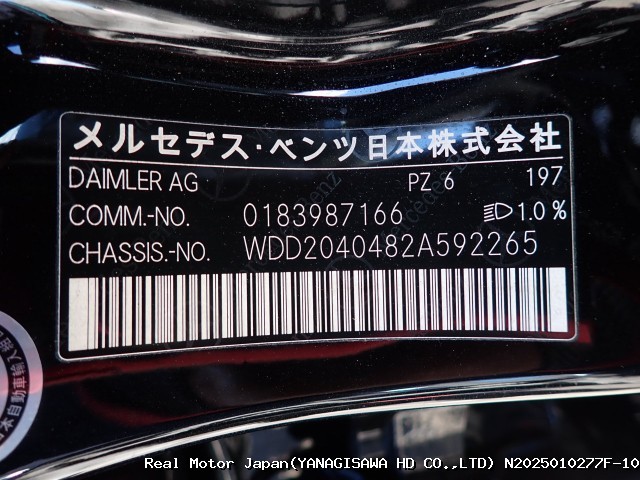 メルセデス・ベンツ日本株式会社
DAIMLER AG PZ 6 197
COMM.-NO. 0183987166 1.0 %
CHASSIS.-NO. WDD2040482A592265
Real Motor Japan(YANAGISAWA HD CO.,LTD) N2025010277F-10